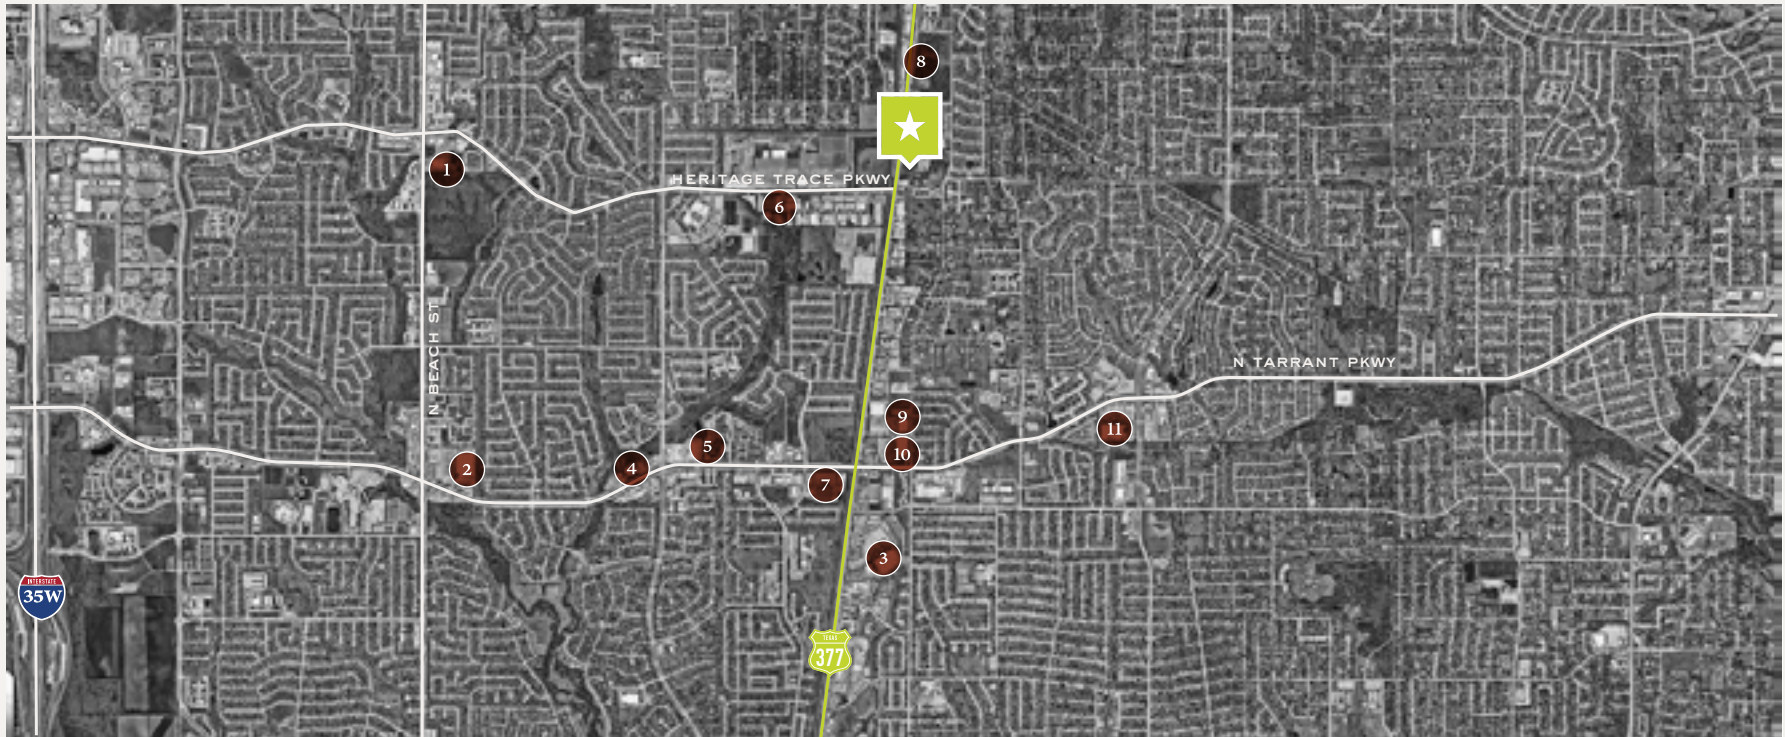 8
1
HERITAGE TRACE PKWY
6
N BEACH ST
N TARRANT PKWY
9
11
5
10
2
4
7
3
INTERSTATE
35W
TEXAS
377